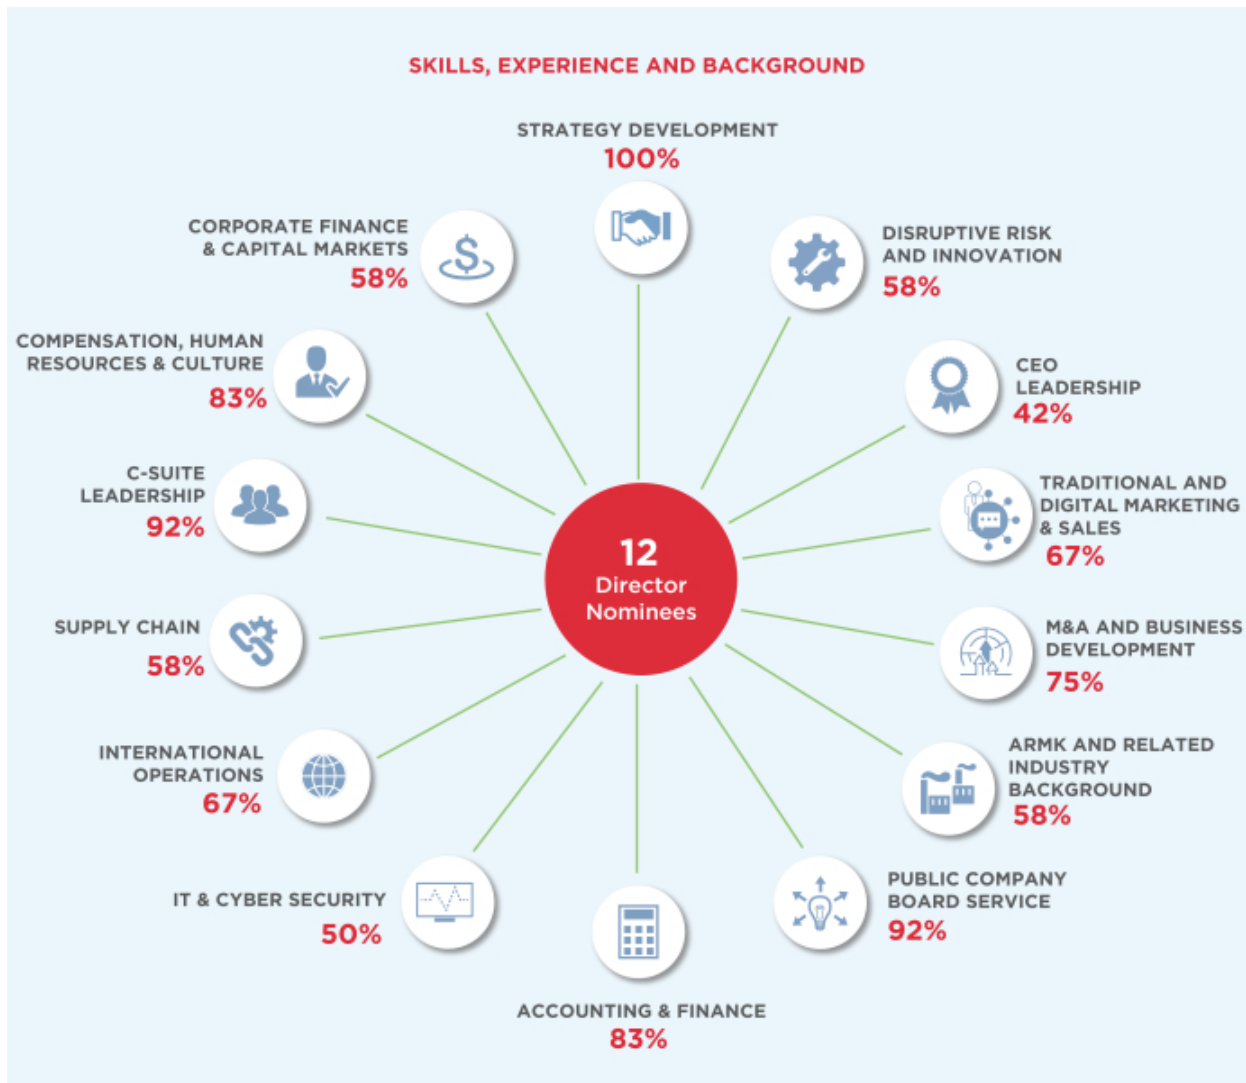 SKILLS, EXPERIENCE AND BACKGROUND
STRATEGY DEVELOPMENT
100%
DISRUPTIVE RISK
AND INNOVATION
58%
CEO
LEADERSHIP
42%
TRADITIONAL AND
DIGITAL MARKETING
& SALES
67%
M&A AND BUSINESS
DEVELOPMENT
75%
ARMK AND RELATED
INDUSTRY
BACKGROUND
58%
PUBLIC COMPANY
BOARD SERVICE
92%
ACCOUNTING & FINANCE
83%
IT & CYBER SECURITY
50%
INTERNATIONAL
OPERATIONS
67%
SUPPLY CHAIN
58%
C-SUITE
LEADERSHIP
92%
COMPENSATION, HUMAN
RESOURCES & CULTURE
83%
CORPORATE FINANCE
& CAPITAL MARKETS
58%
12
Director
Nominees